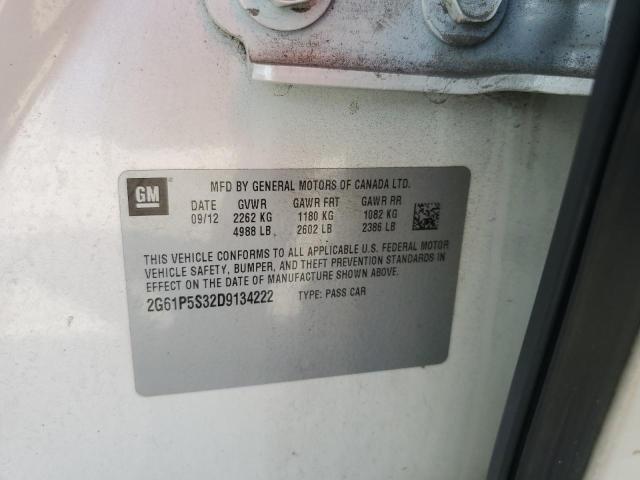 GM
MFD BY GENERAL MOTORS OF CANADA LTD.
DATE GVWR GAWR FRT GAWR RR
09/12 2262 KG 1180 KG 1082 KG
4988 LB 2602 LB 2386 LB
THIS VEHICLE CONFORMS TO ALL APPLICABLE U.S. FEDERAL MOTOR
VEHICLE SAFETY, BUMPER, AND THEFT PREVENTION STANDARDS IN
EFFECT ON THE DATE OF MANUFACTURE SHOWN ABOVE.
2G61P5S32D9134222 TYPE: PASS CAR